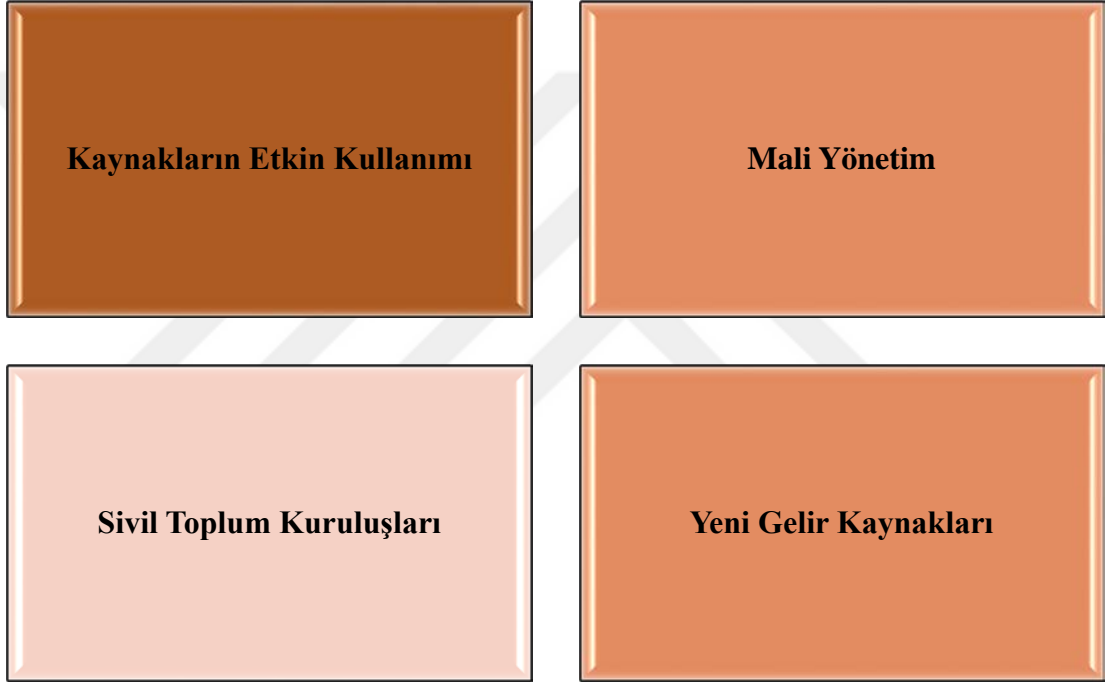 Kaynakların Etkin Kullanımı
Mali Yönetim
Sivil Toplum Kuruluşları
Yeni Gelir Kaynakları